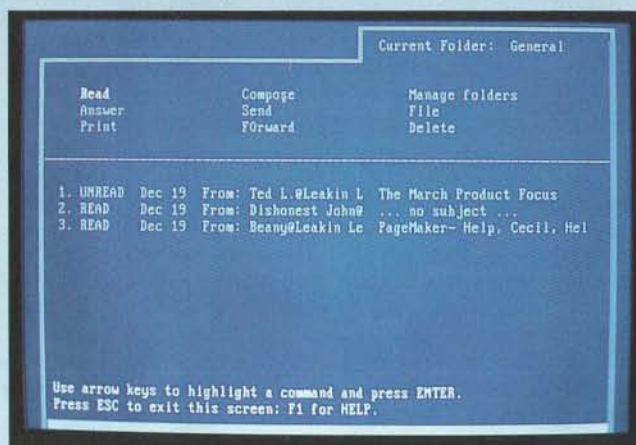 Current Folder: General
Read Compose Manage folders
Answer Send File
Print FOrward Delete
1. UNREAD Dec 19 From: Ted L.@Leakin L The March Product Focus
2. READ Dec 19 From: Dishonest John@ ... no subject ...
3. READ Dec 19 From: Beany@Leakin Le PageMaker- Help, Cecil, Hel
Use arrow keys to highlight a command and press ENTER.
Press ESC to exit this screen; F1 for HELP.